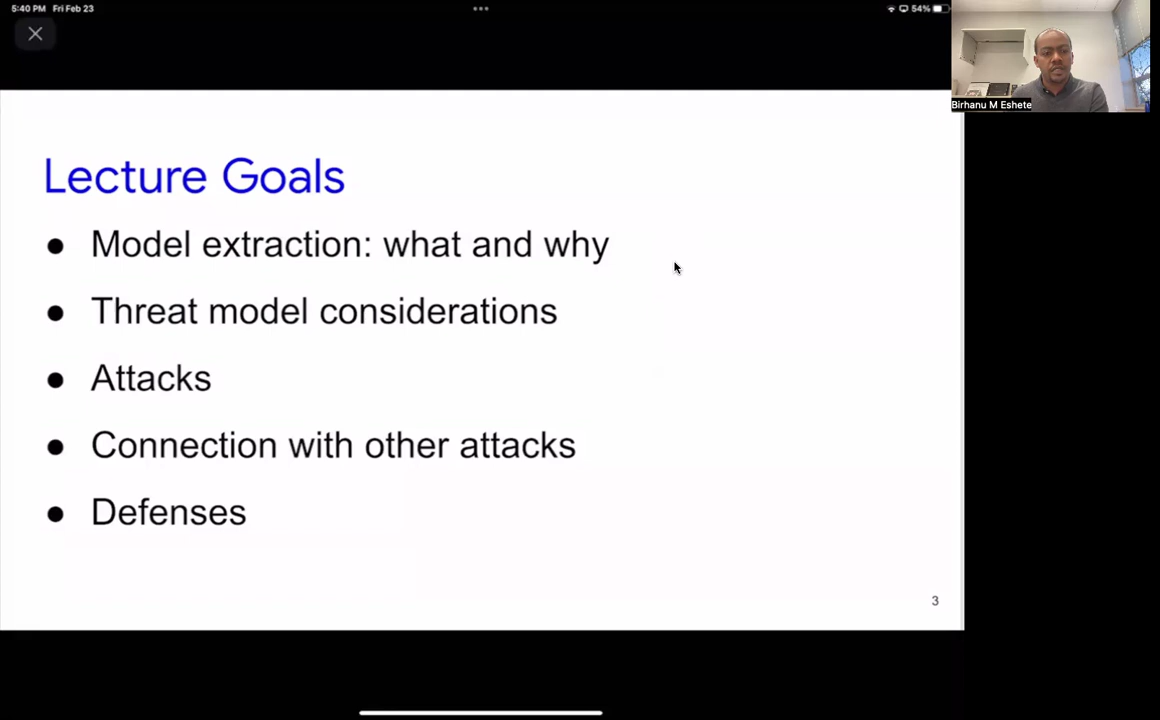 5:40 PM Fri Feb 23
54%
Birhanu M Eshete
Lecture Goals
● Model extraction: what and why
● Threat model considerations
● Attacks
● Connection with other attacks
● Defenses
3